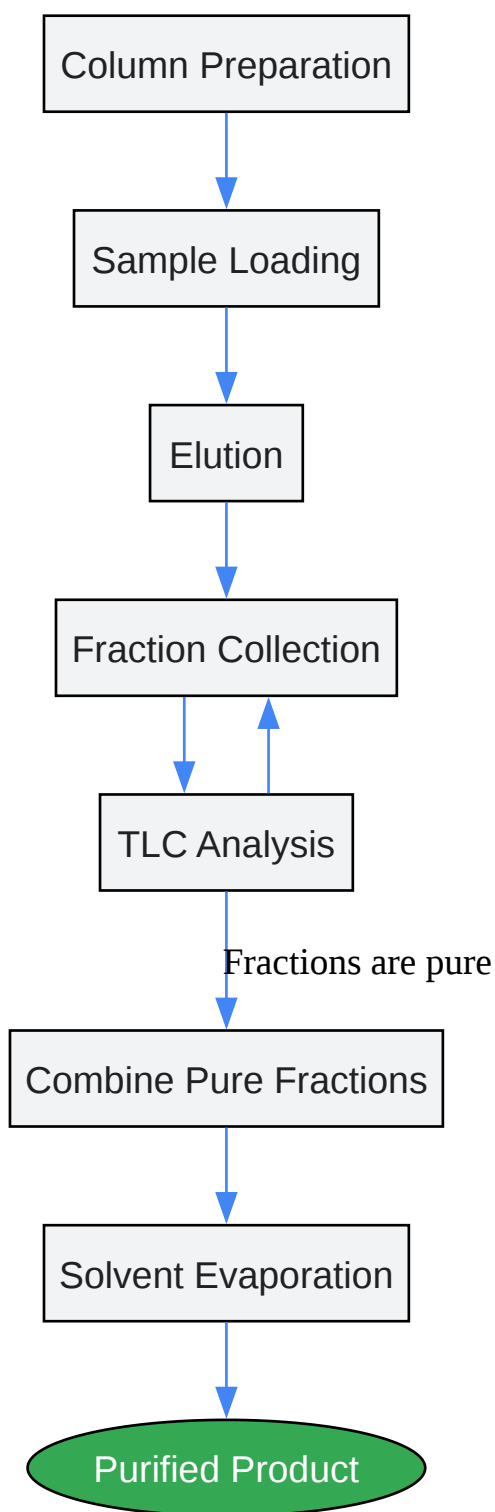 Column Preparation
Sample Loading
Elution
Fraction Collection
TLC Analysis
Fractions are pure
Combine Pure Fractions
Solvent Evaporation
Purified Product